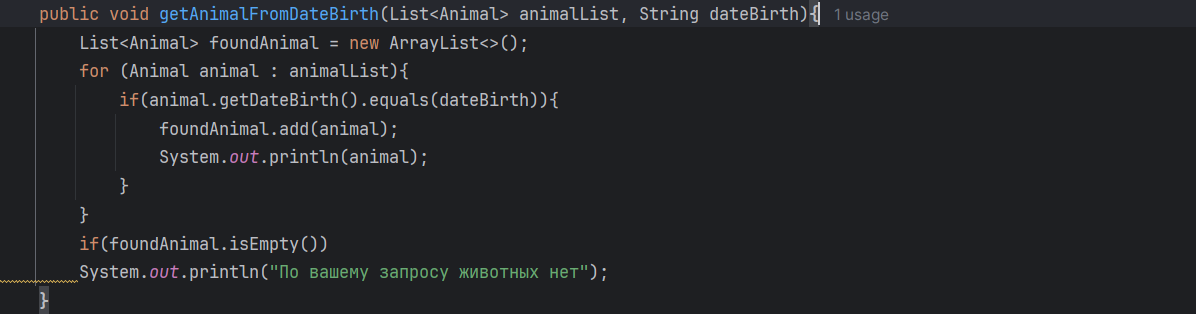 public void getAnimalFromDateBirth(List<Animal> animalList, String dateBirth){ 1 usage
List<Animal> foundAnimal = new ArrayList<>();
for (Animal animal : animalList){
if(animal.getDateBirth().equals(dateBirth)){
foundAnimal.add(animal);
System.out.println(animal);
}
}
if(foundAnimal.isEmpty())
System.out.println("По вашему запросу животных нет");
}